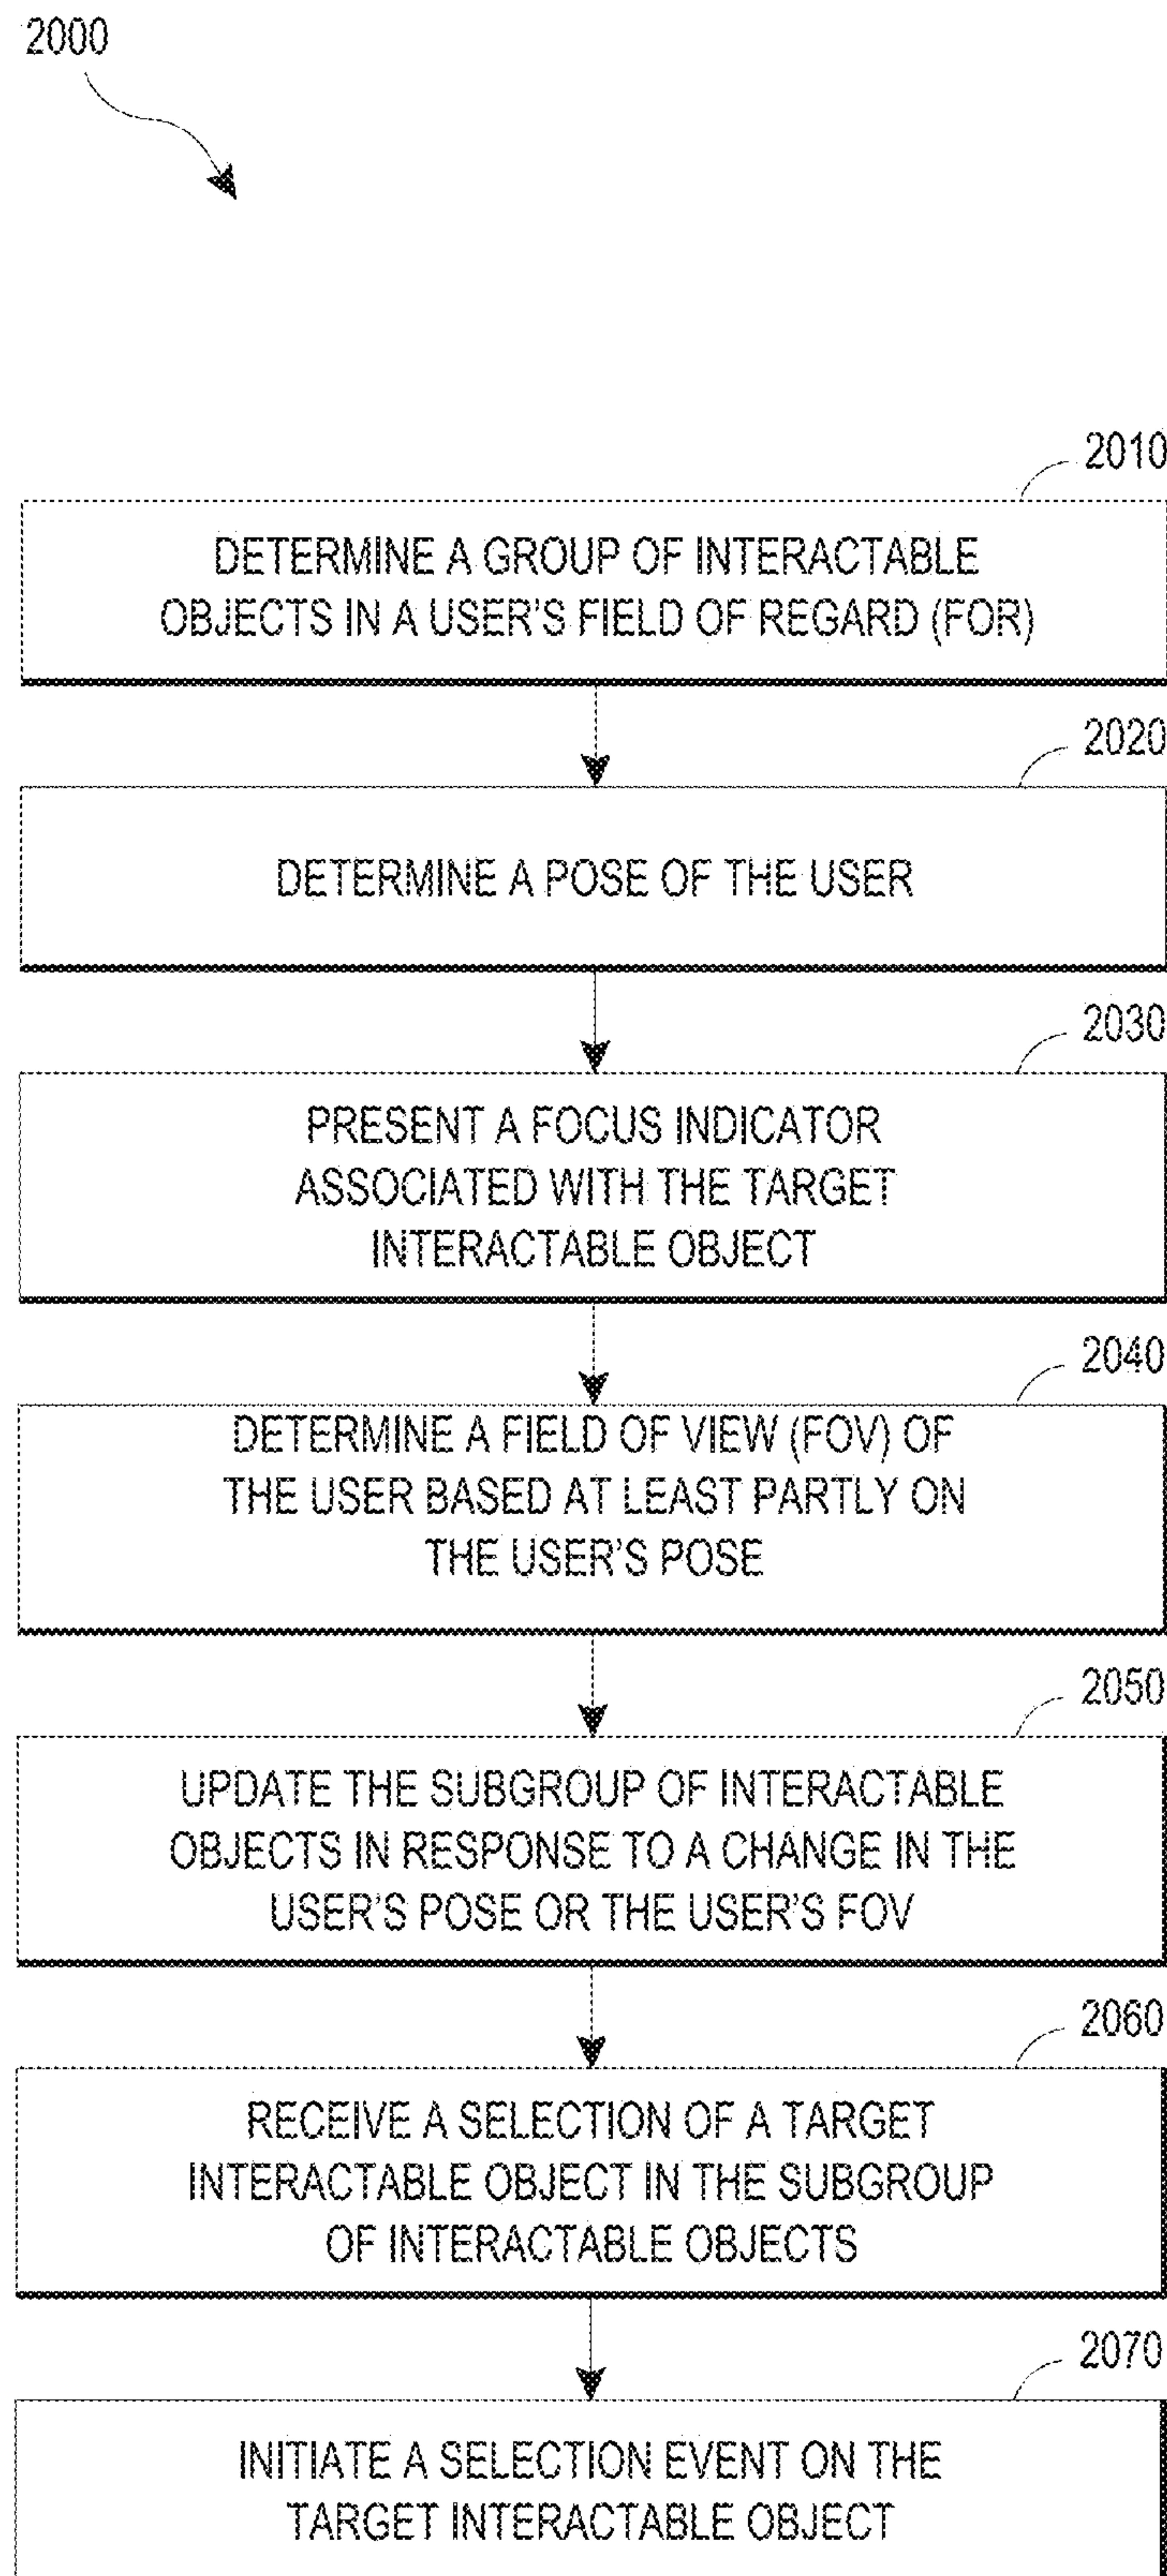 2000
2010
DETERMINE A GROUP OF INTERACTABLE
OBJECTS IN A USER'S FIELD OF REGARD (FOR)
2020
DETERMINE A POSE OF THE USER
2030
PRESENT A FOCUS INDICATOR
ASSOCIATED WITH THE TARGET
INTERACTABLE OBJECT
2040
DETERMINE A FIELD OF VIEW (FOV) OF
THE USER BASED AT LEAST PARTLY ON
THE USER'S POSE
2050
UPDATE THE SUBGROUP OF INTERACTABLE
OBJECTS IN RESPONSE TO A CHANGE IN THE
USER'S POSE OR THE USER'S FOV
2060
RECEIVE A SELECTION OF A TARGET
INTERACTABLE OBJECT IN THE SUBGROUP
OF INTERACTABLE OBJECTS
2070
INITIATE A SELECTION EVENT ON THE
TARGET INTERACTABLE OBJECT